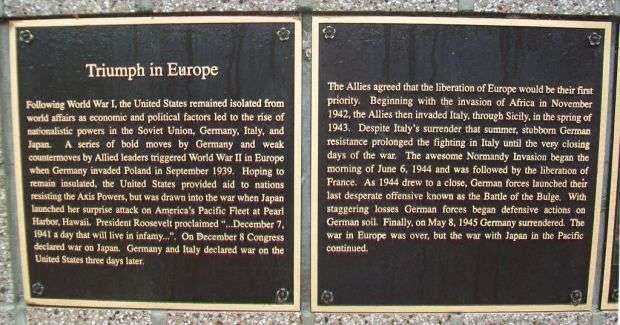 Triumph in Europe
Following World War I, the United States remained isolated from
world affairs as economic and political factors led to the rise of
nationalistic powers in the Soviet Union, Germany, Italy, and
Japan. A series of bold moves by Germany and weak
countermoves by Allied leaders triggered World War II in Europe
when Germany invaded Poland in September 1939. Hoping to
remain insulated, the United States provided aid to nations
resisting the Axis Powers, but was drawn into the war when Japan
launched her surprise attack on America's Pacific Fleet at Pearl
Harbor, Hawaii. President Roosevelt proclaimed "...December 7,
1941 a day that will live in infamy...". On December 8 Congress
declared war on Japan. Germany and Italy declared war on the
United States three days later.
The Allies agreed that the liberation of Europe would be their first
priority. Beginning with the invasion of Africa in November
1942, the Allies then invaded Italy, through Sicily, in the spring of
1943. Despite Italy's surrender that summer, stubborn German
resistance prolonged the fighting in Italy until the very closing
days of the war. The awesome Normandy Invasion began the
morning of June 6, 1944 and was followed by the liberation of
France. As 1944 drew to a close, German forces launched their
last desperate offensive known as the Battle of the Bulge. With
staggering losses German forces began defensive actions on
German soil. Finally, on May 8, 1945 Germany surrendered. The
war in Europe was over, but the war with Japan in the Pacific
continued.